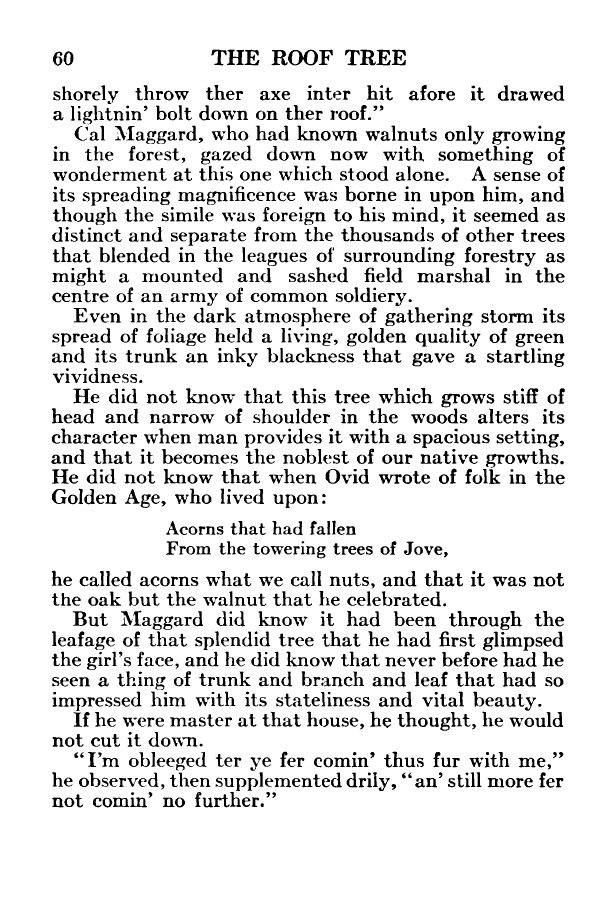 60 THE ROOF TREE
shorely throw ther axe inter hit afore it drawed
a lightnin’ bolt down on ther roof.”
Cal Maggard, who had known walnuts only growing
in the forest, gazed down now with something of
wonderment at this one which stood alone. A sense of
its spreading magnificence was borne in upon him, and
though the simile was foreign to his mind, it seemed as
distinct and separate from the thousands of other trees
that blended in the leagues of surrounding forestry as
might a mounted and sashed field marshal in the
centre of an army of common soldiery.
Even in the dark atmosphere of gathering storm its
spread of foliage held a living, golden quality of green
and its trunk an inky blackness that gave a startling
vividness.
He did not know that this tree which grows stiff of
head and narrow of shoulder in the woods alters its
character when man provides it with a spacious setting,
and that it becomes the noblest of our native growths.
He did not know that when Ovid wrote of folk in the
Golden Age, who lived upon:
Acorns that had fallen
From the towering trees of Jove,
he called acorns what we call nuts, and that it was not
the oak but the walnut that he celebrated.
But Maggard did know it had been through the
leafage of that splendid tree that he had first glimpsed
the girl’s face, and he did know that never before had he
seen a thing of trunk and branch and leaf that had so
impressed him with its stateliness and vital beauty.
If he were master at that house, he thought, he would
not cut it down.
“I’m obleeged ter ye fer comin’ thus fur with me,”
he observed, then supplemented drily, “an’ still more fer
not comin’ no further.”